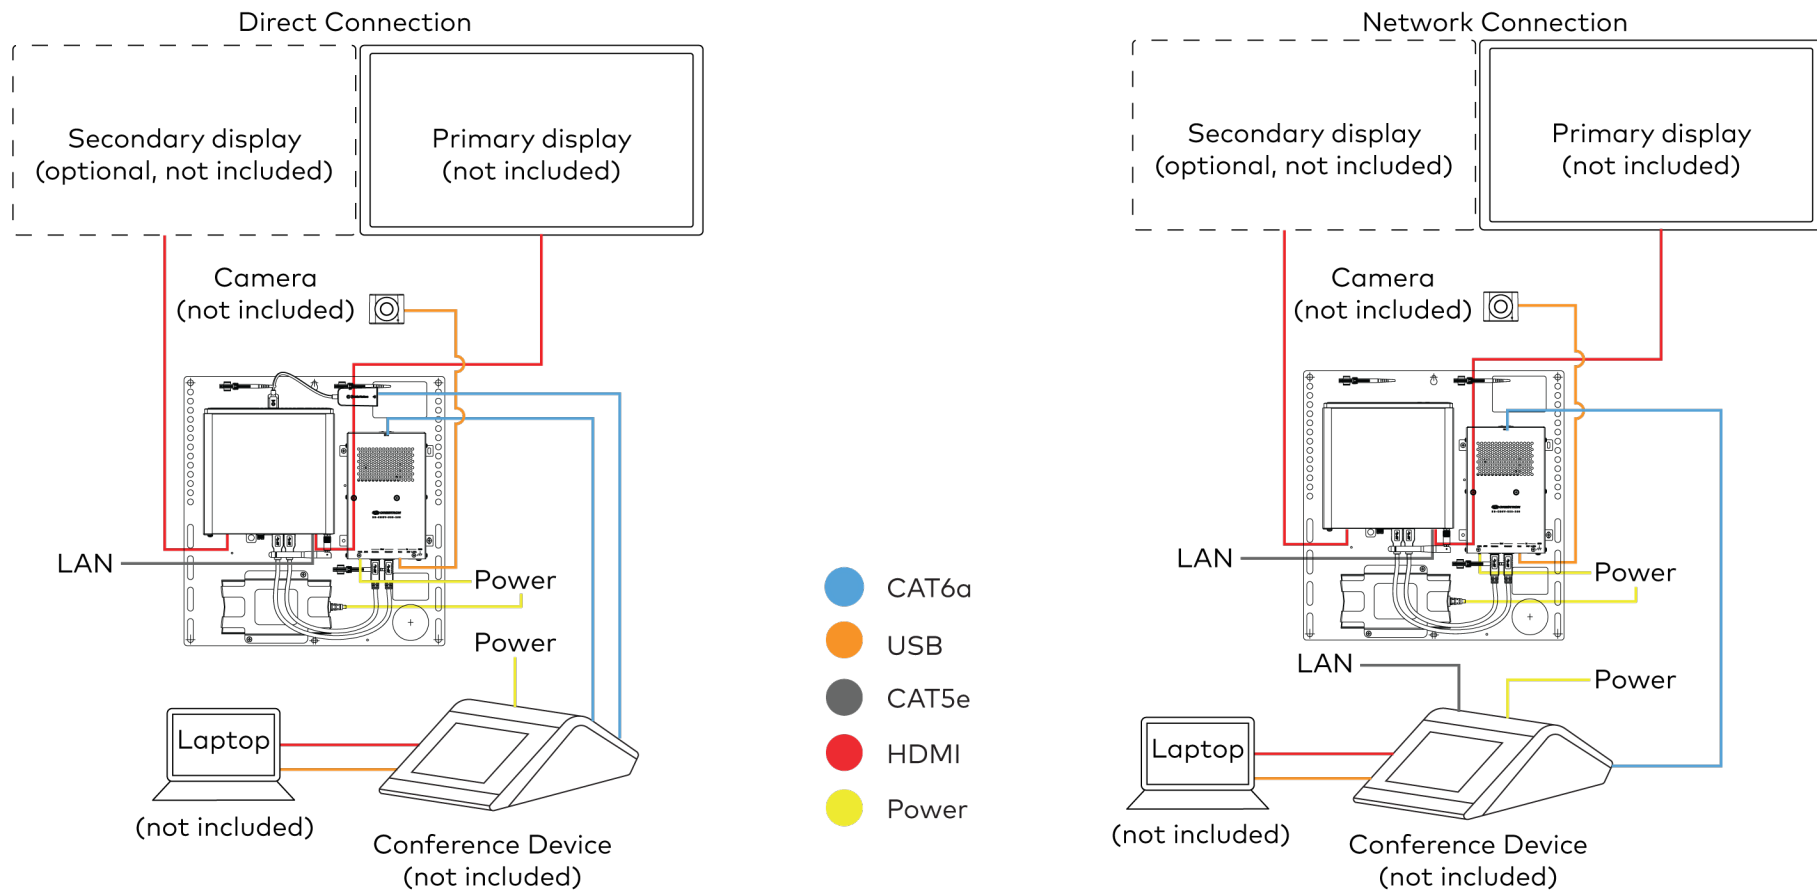 Direct Connection
Secondary display
(optional, not included)
Primary display
(not included)
Camera
(not included)
LAN
Power
Power
Laptop
(not included)
Conference Device
(not included)
CAT6a
USB
CAT5e
HDMI
Power
Network Connection
Secondary display
(optional, not included)
Primary display
(not included)
Camera
(not included)
LAN
Power
LAN
Power
Laptop
(not included)
Conference Device
(not included)